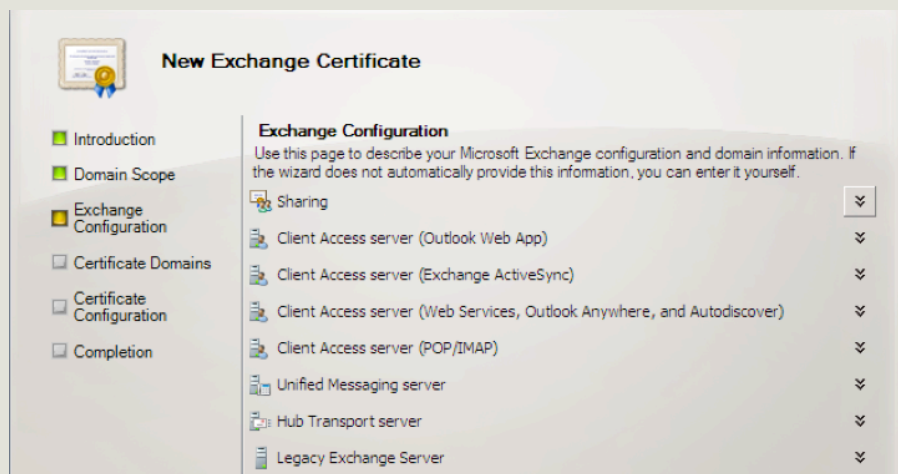 New Exchange Certificate
Introduction
Domain Scope
Exchange
Configuration
Certificate Domains
Certificate
Configuration
Completion
Exchange Configuration
Use this page to describe your Microsoft Exchange configuration and domain information. If
the wizard does not automatically provide this information, you can enter it yourself.
Sharing
Client Access server (Outlook Web App)
Client Access server (Exchange ActiveSync)
Client Access server (Web Services, Outlook Anywhere, and Autodiscover)
Client Access server (POP/IMAP)
Unified Messaging server
Hub Transport server
Legacy Exchange Server